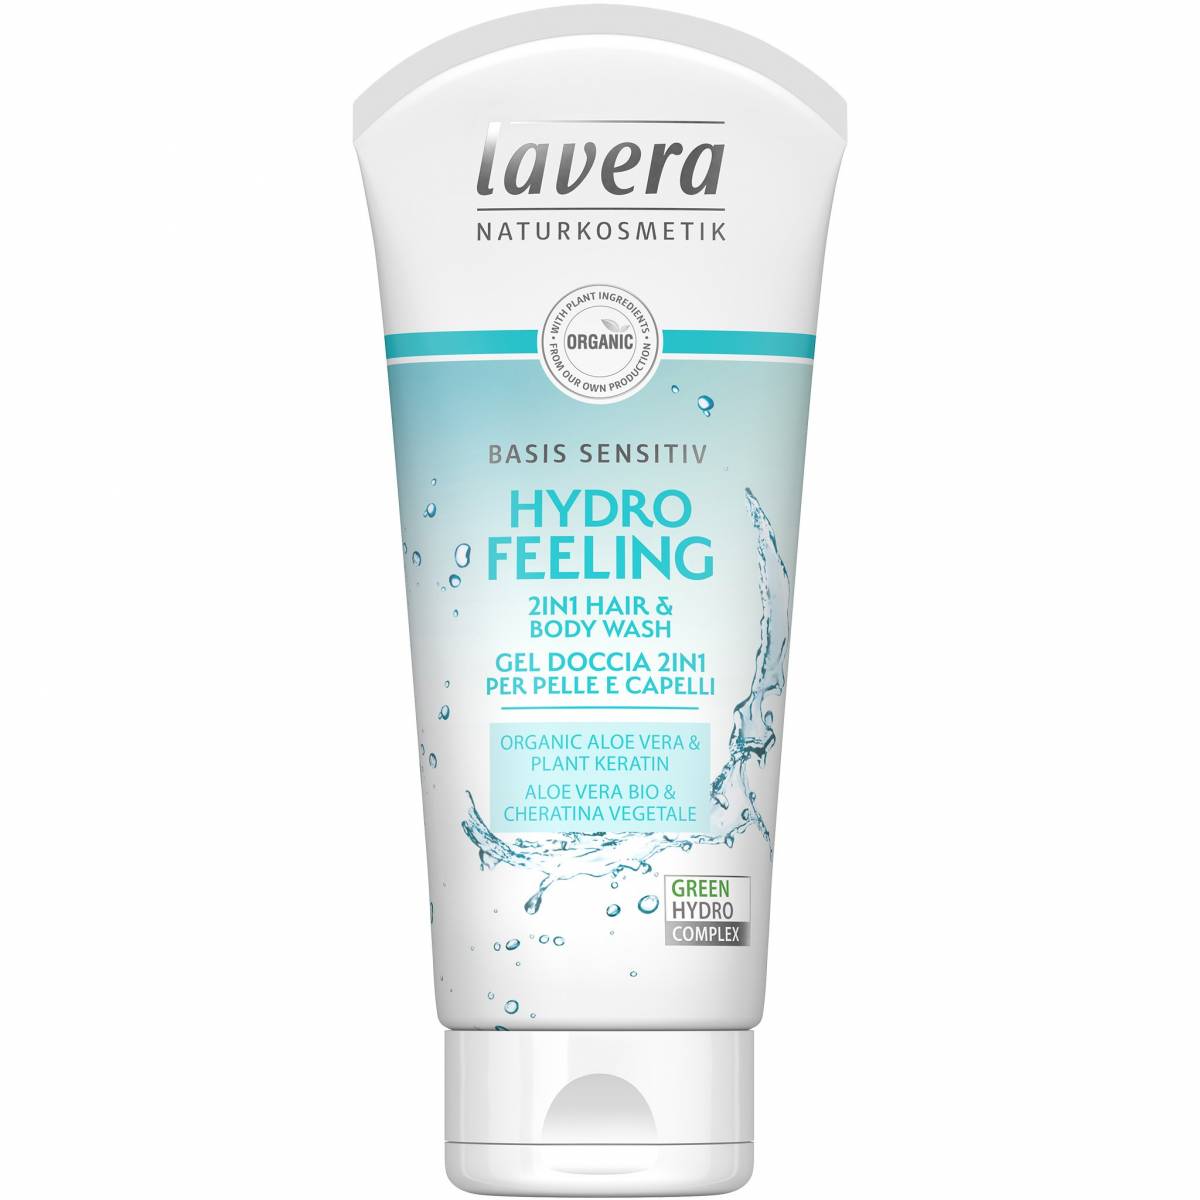 lavera
NATURKOSMETIK
WITH PLANT INGREDIENTS
ORGANIC
FROM OUR OWN PRODUCTION
BASIS SENSITIV
HYDRO
FEELING
2IN1 HAIR &
BODY WASH
GEL DOCCIA 2IN1
PER PELLE E CAPELLI
ORGANIC ALOE VERA &
PLANT KERATIN
ALOE VERA BIO &
CHERATINA VEGETALE
GREEN
HYDRO
COMPLEX